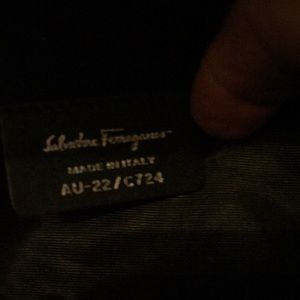 Salvatore Ferragamo
MADE IN ITALY
AU-22/C724